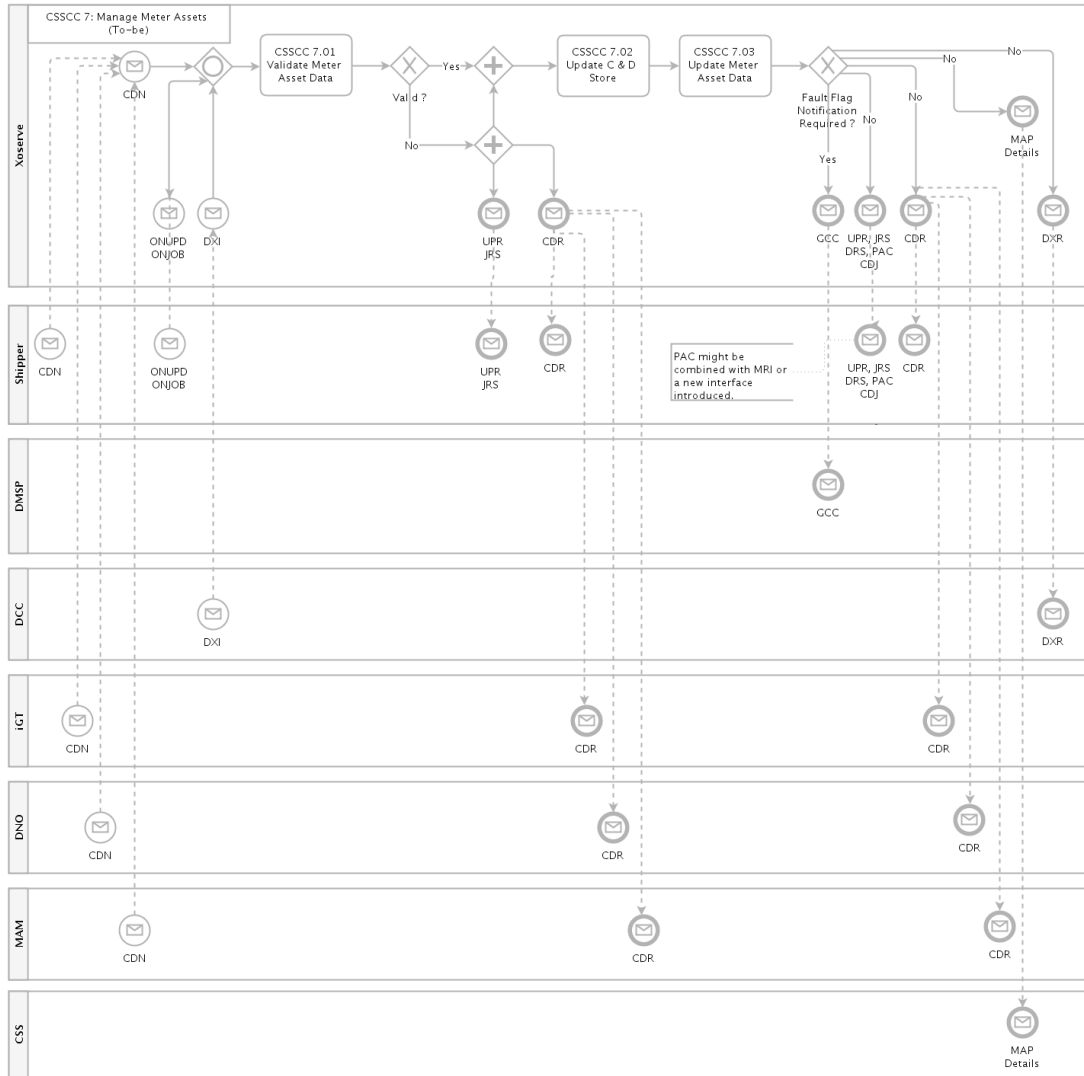 CSSCC 7: Manage Meter Assets
(To-be)
Xoserve
CDN
CSSCC 7.01
Validate Meter
Asset Data
Valid ?
Yes
No
CSSCC 7.02
Update C & D
Store
CSSCC 7.03
Update Meter
Asset Data
Fault Flag
Notification
Required ?
Yes
No
No
No
No
MAP
Details
ONUPD
ONJOB
DXI
UPR
JRS
CDR
GCC
UPR, JRS
DRS, PAC
CDJ
CDR
DXR
Shipper
CDN
ONUPD
ONJOB
UPR
JRS
CDR
PAC might be
combined with MRI or
a new interface
introduced.
UPR, JRS
DRS, PAC
CDJ
CDR
DMSP
GCC
DCC
DXI
DXR
iGT
CDN
CDR
CDR
DNO
CDN
CDR
CDR
MAM
CDN
CDR
CDR
CSS
MAP
Details